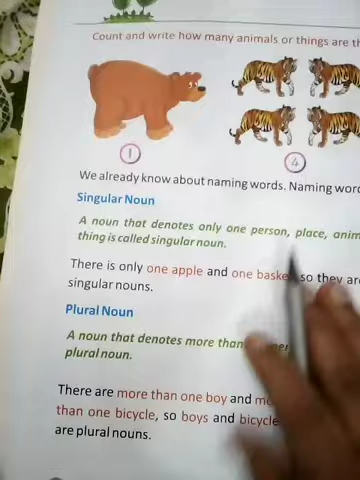 Count and write how many animals or things are th
1
4
We already know about naming words. Naming word
Singular Noun
A noun that denotes only one person, place, anim
thing is called singular noun.
There is only one apple and one basket so they are
singular nouns.
Plural Noun
A noun that denotes more than
plural noun.
There are more than one boy and
than one bicycle, so boys and bicycle
are plural nouns.